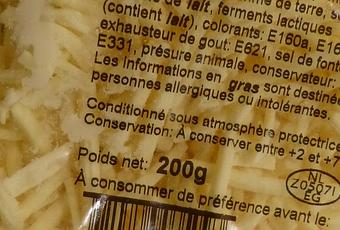 de lait, ferments lactiques
(contient lait), colorants: E160a, E16
exhausteur de gout: E621, sel de font
E331, présure animale, conservateur:
Les informations en gras sont destinée
personnes allergiques ou intolérantes.
Conditionné sous atmosphère protectrice
Conservation: À conserver entre +2 et +7
Poids net: 200g
À consommer de préférence avant le:
NL
Z0507I
EG